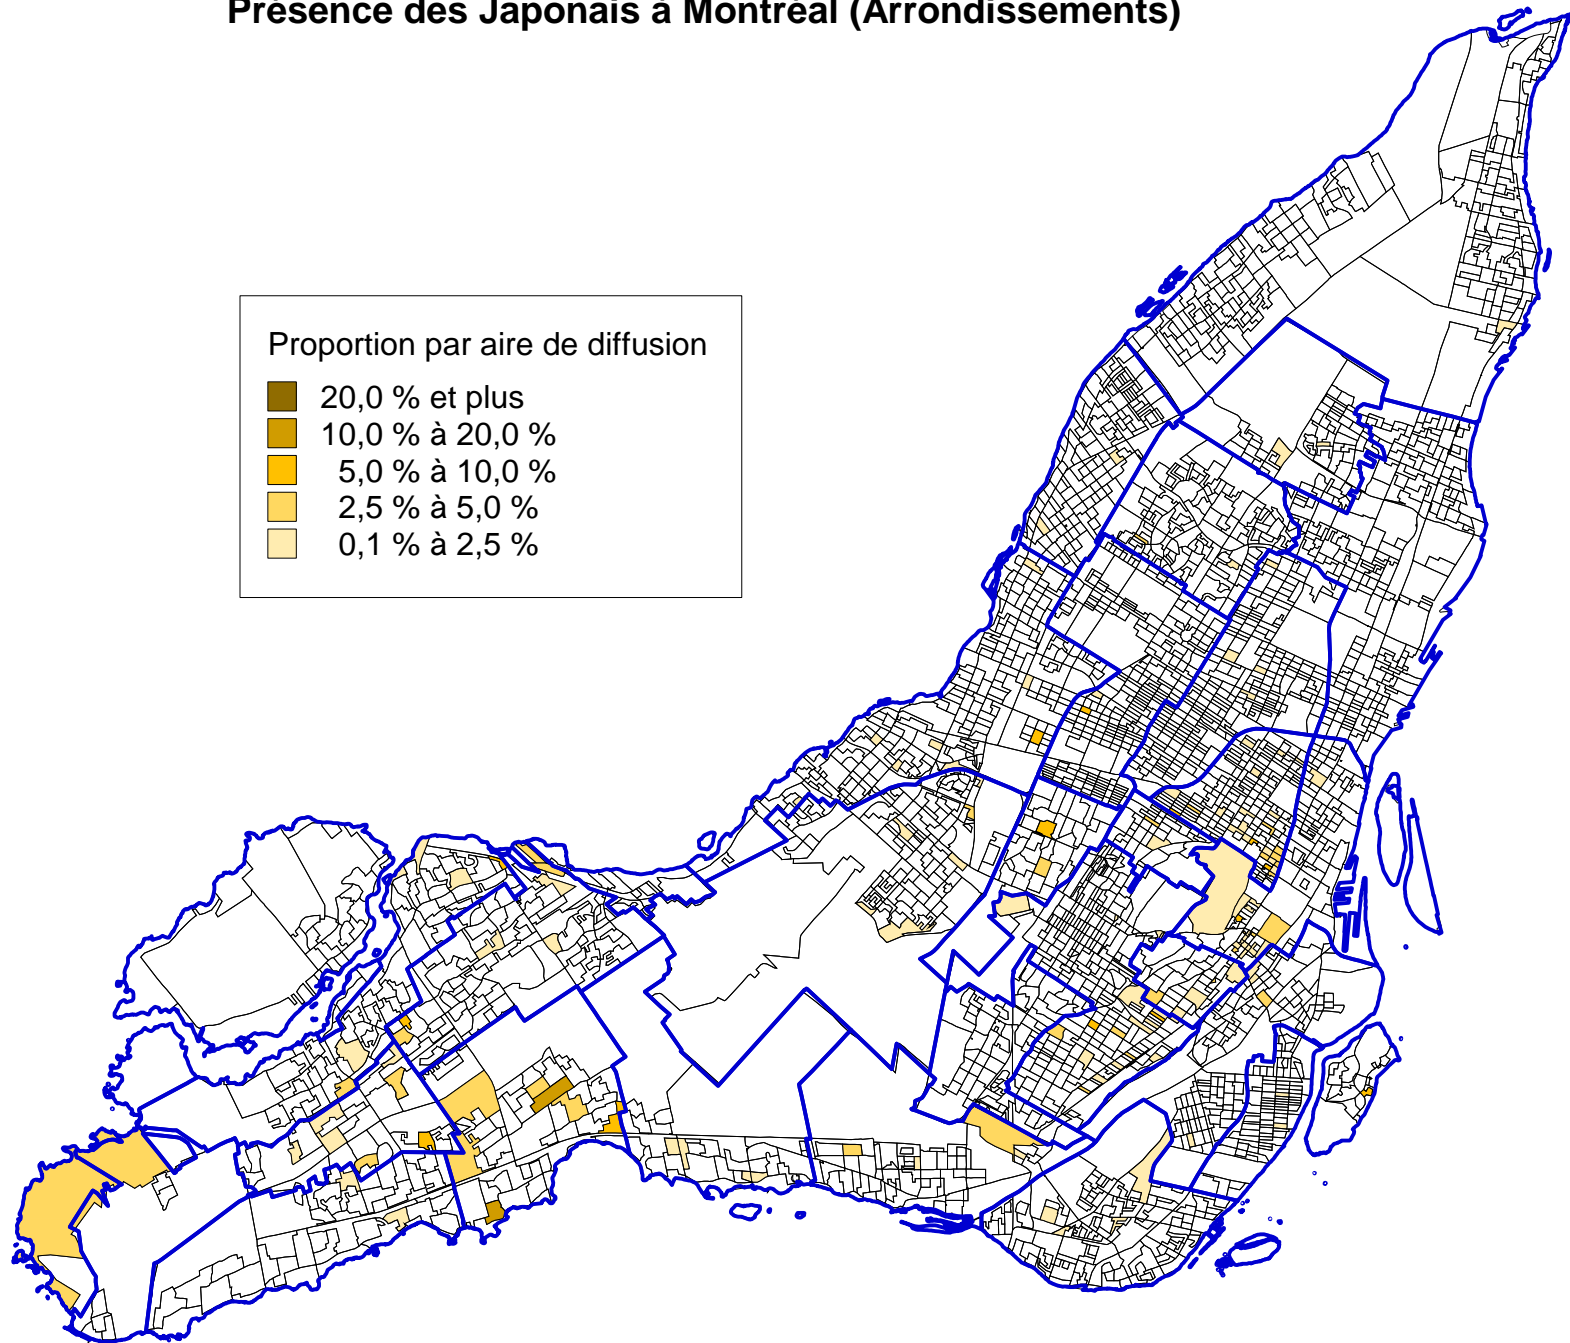 Présence des Japonais à Montréal (Arrondissements)
Proportion par aire de diffusion
20,0 % et plus
10,0 % à 20,0 %
5,0 % à 10,0 %
2,5 % à 5,0 %
0,1 % à 2,5 %